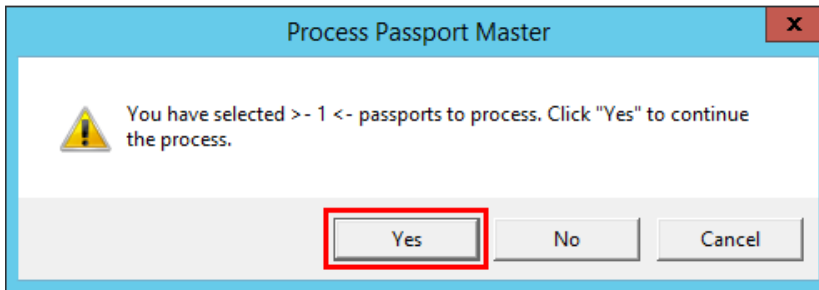 Process Passport Master
x
You have selected >- 1 <- passports to process. Click "Yes" to continue
the process.
Yes
No
Cancel